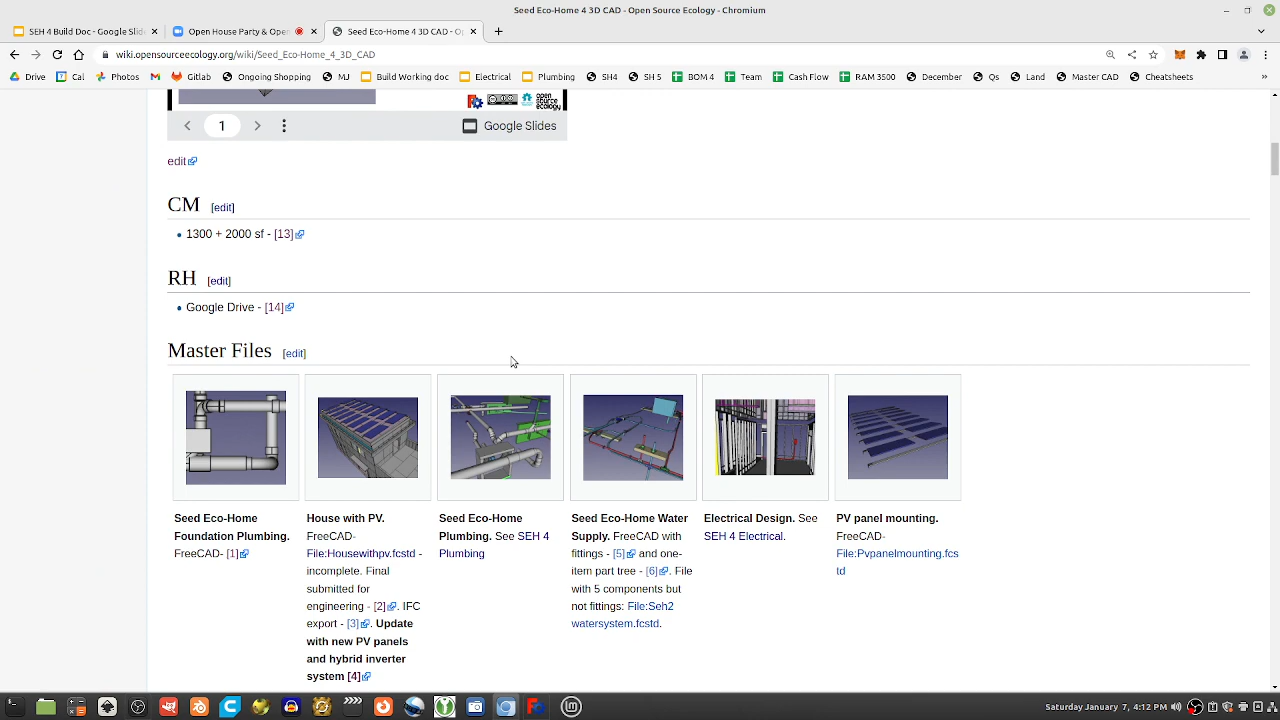 Seed Eco-Home 4 3D CAD - Open Source Ecology - Chromium
SEH 4 Build Doc - Google Slid
Open House Party & Open
Seed Eco-Home 4 3D CAD - O
wiki.opensourceecology.org/wiki/Seed_Eco-Home_4_3D_CAD
Drive
Cal
Photos
Gitlab
Ongoing Shopping
MJ
Build Working doc
Electrical
Plumbing
SH4
SH 5
BOM 4
Team
Cash Flow
RAM 3500
December
Qs
Land
Master CAD
Cheatsheets
»
open
source
ecology
1
Google Slides
edit
CM [edit]
1300 + 2000 sf - [13]
RH [edit]
Google Drive - [14]
Master Files [edit]
Seed Eco-Home
Foundation Plumbing.
FreeCAD- [1]
House with PV.
FreeCAD-
File:Housewithpv.fcstd -
incomplete. Final
submitted for
engineering - [2]. IFC
export - [3]. Update
with new PV panels
and hybrid inverter
system [4]
Seed Eco-Home
Plumbing. See SEH 4
Plumbing
Seed Eco-Home Water
Supply. FreeCAD with
fittings - [5] and one-
item part tree - [6]. File
with 5 components but
not fittings: File:Seh2
watersystem.fcstd.
Electrical Design. See
SEH 4 Electrical.
PV panel mounting.
FreeCAD-
File:Pvpanelmounting.fcs
td
Saturday January 7, 4:12 PM